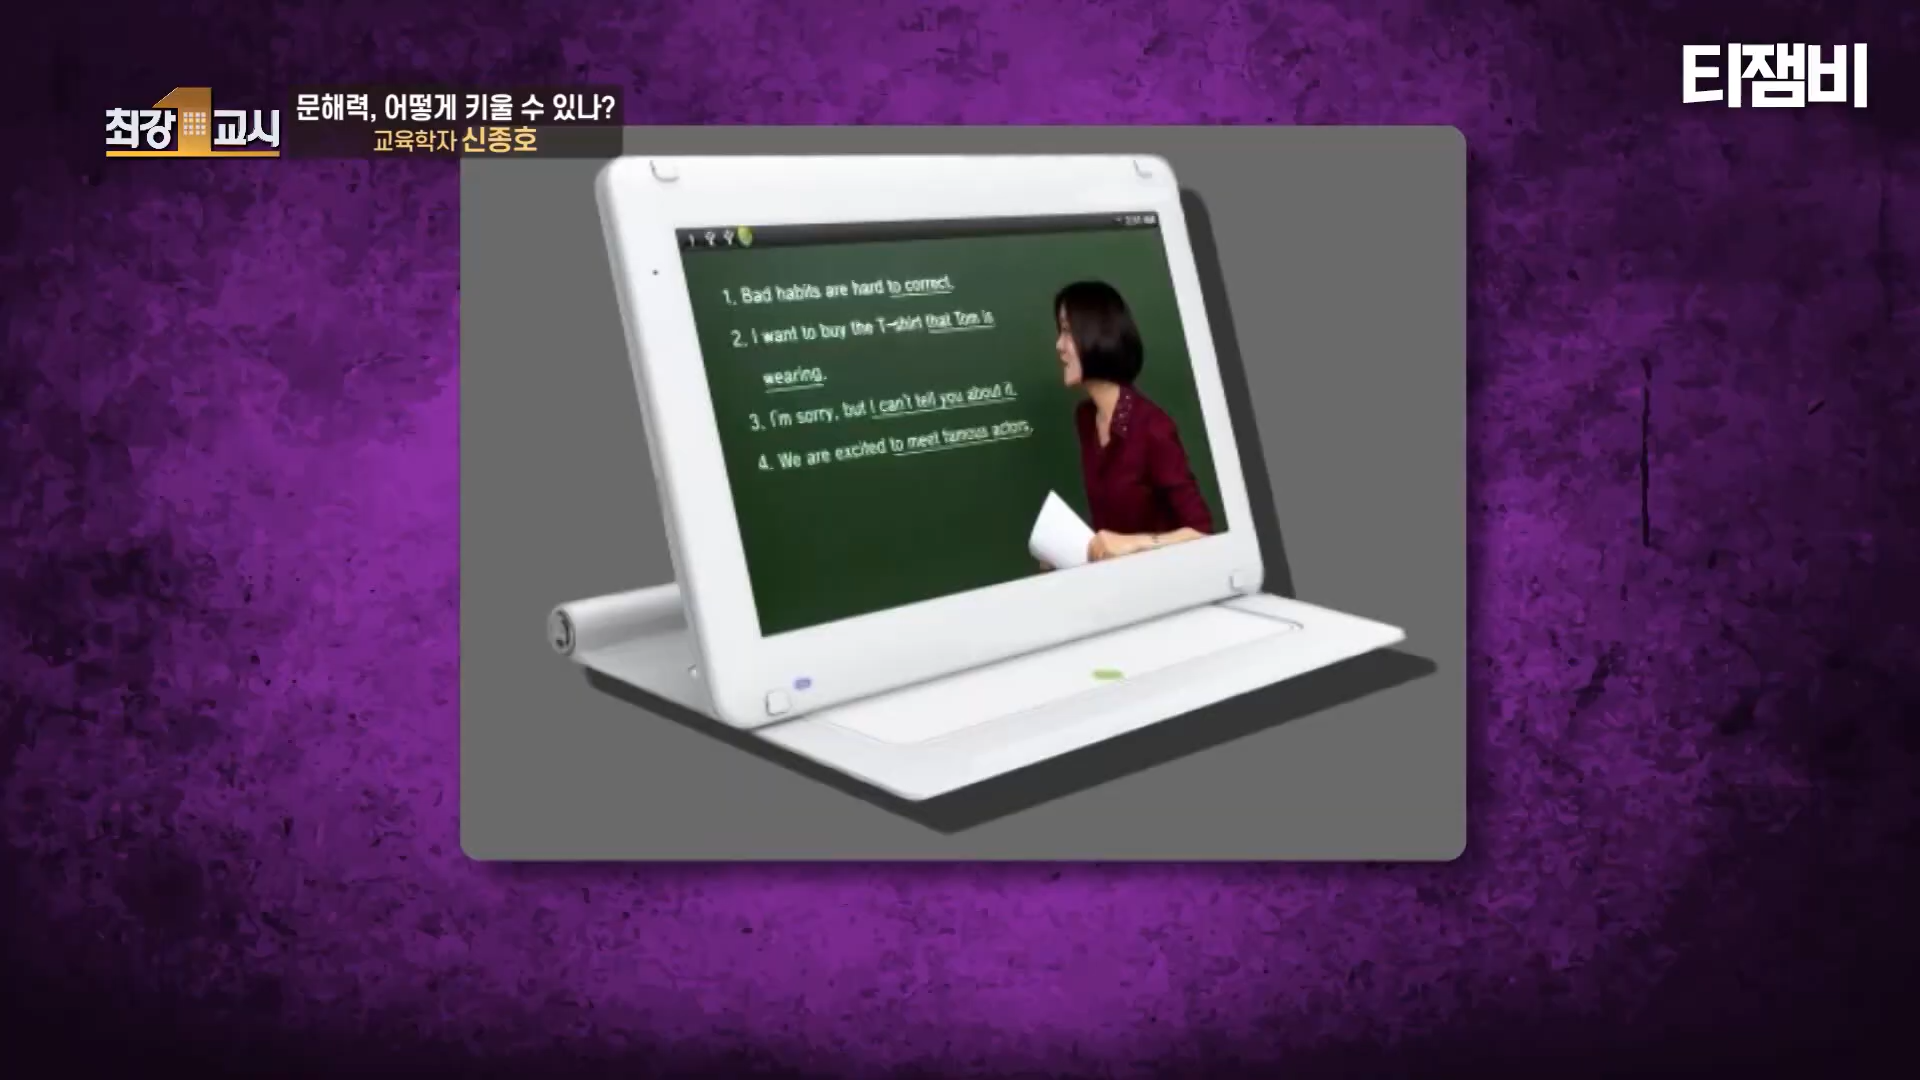 티잼비
최강1교시
문해력, 어떻게 키울 수 있나?
교육학자 신종호
1. Bad habits are hard to correct.
2. I want to buy the T-shirt that Tom is
wearing.
3. I'm sorry, but I can't tell you about it.
4. We are excited to meet famous actors.